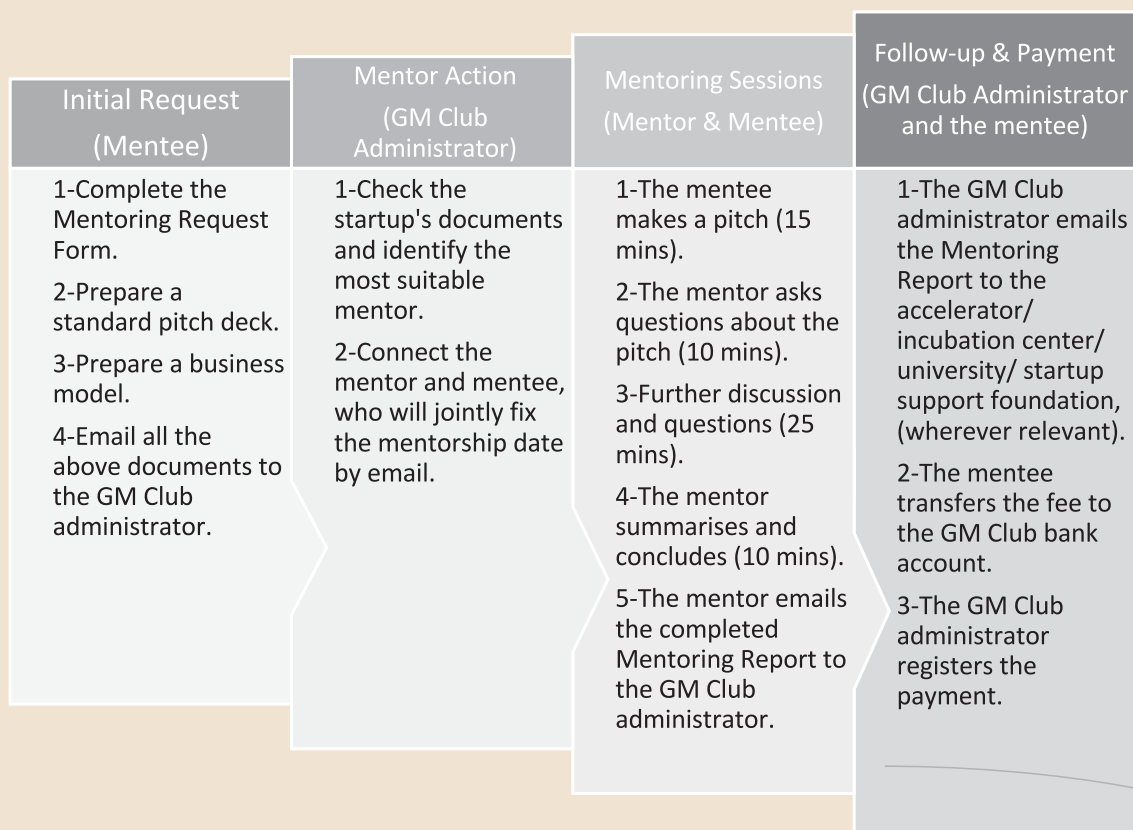 Initial Request
(Mentee)
1-Complete the
Mentoring Request
Form.
2-Prepare a
standard pitch deck.
3-Prepare a business
model.
4-Email all the
above documents to
the GM Club
administrator.
Mentor Action
(GM Club
Administrator)
1-Check the
startup's documents
and identify the
most suitable
mentor.
2-Connect the
mentor and mentee,
who will jointly fix
the mentorship date
by email.
Mentoring Sessions
(Mentor & Mentee)
1-The mentee
makes a pitch (15
mins).
2-The mentor asks
questions about the
pitch (10 mins).
3-Further discussion
and questions (25
mins).
4-The mentor
summarises and
concludes (10 mins).
5-The mentor emails
the completed
Mentoring Report to
the GM Club
administrator.
Follow-up & Payment
(GM Club Administrator
and the mentee)
1-The GM Club
administrator emails
the Mentoring
Report to the
accelerator/
incubation center/
university/ startup
support foundation,
(wherever relevant).
2-The mentee
transfers the fee to
the GM Club bank
account.
3-The GM Club
administrator
registers the
payment.